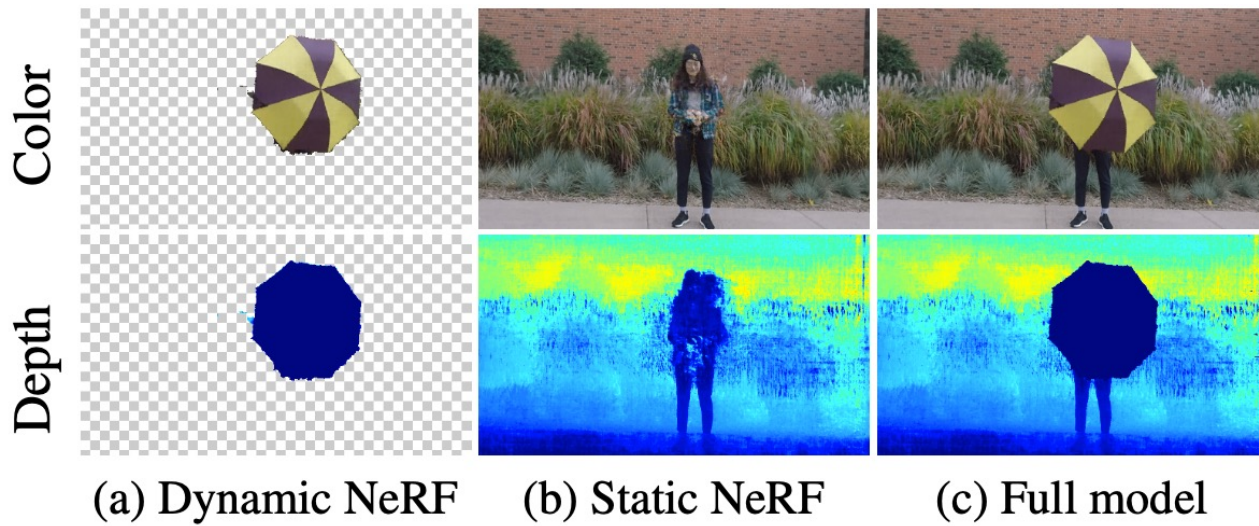 Color
Depth
(a) Dynamic NeRF
(b) Static NeRF
(c) Full model